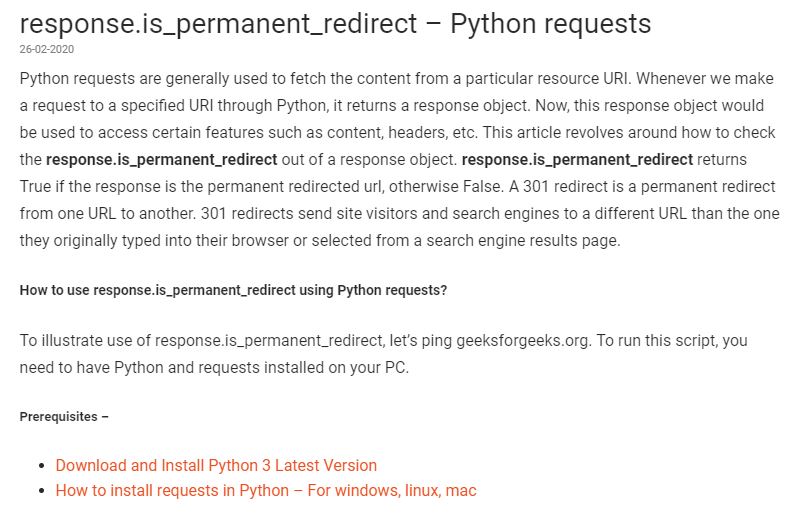 response.is_permanent_redirect – Python requests
26-02-2020
Python requests are generally used to fetch the content from a particular resource URI. Whenever we make
a request to a specified URI through Python, it returns a response object. Now, this response object would
be used to access certain features such as content, headers, etc. This article revolves around how to check
the response.is_permanent_redirect out of a response object. response.is_permanent_redirect returns
True if the response is the permanent redirected url, otherwise False. A 301 redirect is a permanent redirect
from one URL to another. 301 redirects send site visitors and search engines to a different URL than the one
they originally typed into their browser or selected from a search engine results page.
How to use response.is_permanent_redirect using Python requests?
To illustrate use of response.is_permanent_redirect, let’s ping geeksforgeeks.org. To run this script, you
need to have Python and requests installed on your PC.
Prerequisites –
• Download and Install Python 3 Latest Version
• How to install requests in Python – For windows, linux, mac